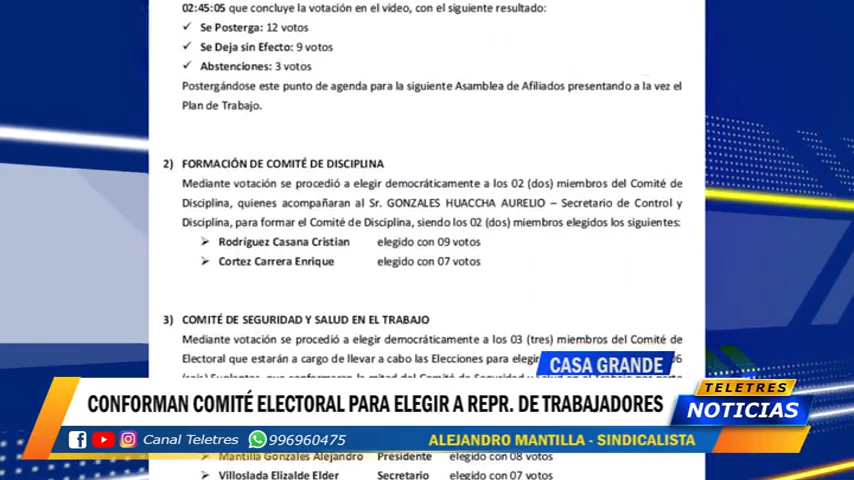 02:45:05 que concluye la votación en el video, con el siguiente resultado:
✓ Se Posterga: 12 votos
✓ Se Deja sin Efecto: 9 votos
✓ Abstenciones: 3 votos
Postergándose este punto de agenda para la siguiente Asamblea de Afiliados presentando a la vez el
Plan de Trabajo.
2) FORMACIÓN DE COMITÉ DE DISCIPLINA
Mediante votación se procedió a elegir democráticamente a los 02 (dos) miembros del Comité de
Disciplina, quienes acompañaran al Sr. GONZALES HUACCHA AURELIO – Secretario de Control y
Disciplina, para formar el Comité de Disciplina, siendo los 02 (dos) miembros elegidos los siguientes:
➢ Rodríguez Casana Cristian elegido con 09 votos
➢ Cortez Carrera Enrique elegido con 07 votos
3) COMITÉ DE SEGURIDAD Y SALUD EN EL TRABAJO
Mediante votación se procedió a elegir democráticamente a los 03 (tres) miembros del Comité de
Electoral que estarán a cargo de llevar a cabo las Elecciones para elegir
CASA GRANDE
CONFORMAN COMITÉ ELECTORAL PARA ELEGIR A REPR. DE TRABAJADORES
TELETRES
NOTICIAS
Canal Teletres 996960475
ALEJANDRO MANTILLA - SINDICALISTA
Mantilla Gonzales Alejandro Presidente elegido con 08 votos
➢ Villoslada Elizalde Elder Secretario elegido con 07 votos